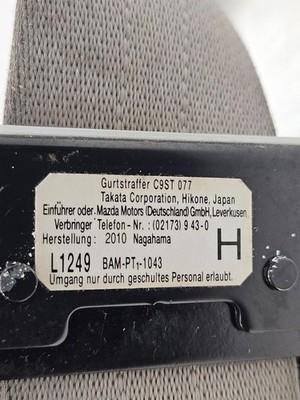 Gurtstraffer C9ST 077
Takata Corporation, Hikone, Japan
Einführer oder Mazda Motors (Deutschland) GmbH, Leverkusen
Verbringer Telefon- Nr.: (02173) 9 43-0
Herstellung: 2010 Nagahama
H
L1249 BAM-PT₁-1043
Umgang nur durch geschultes Personal erlaubt.